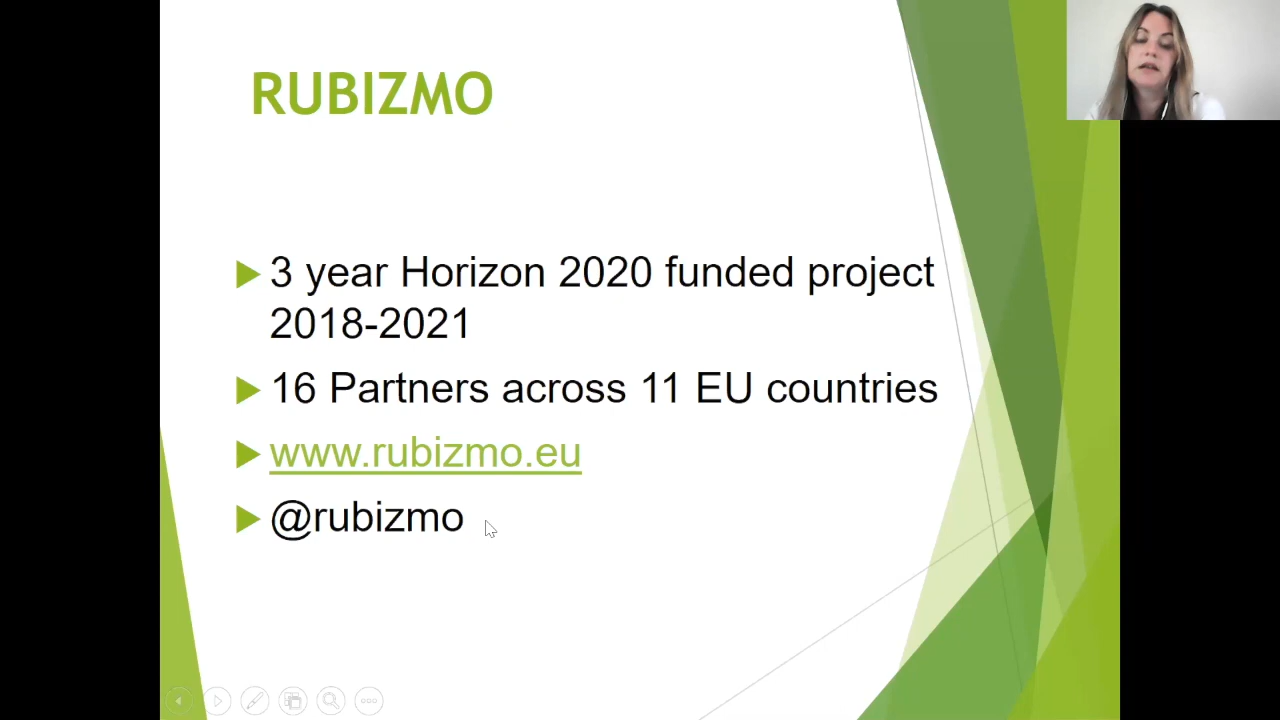 RUBIZMO
3 year Horizon 2020 funded project
2018-2021
16 Partners across 11 EU countries
www.rubizmo.eu
@rubizmo